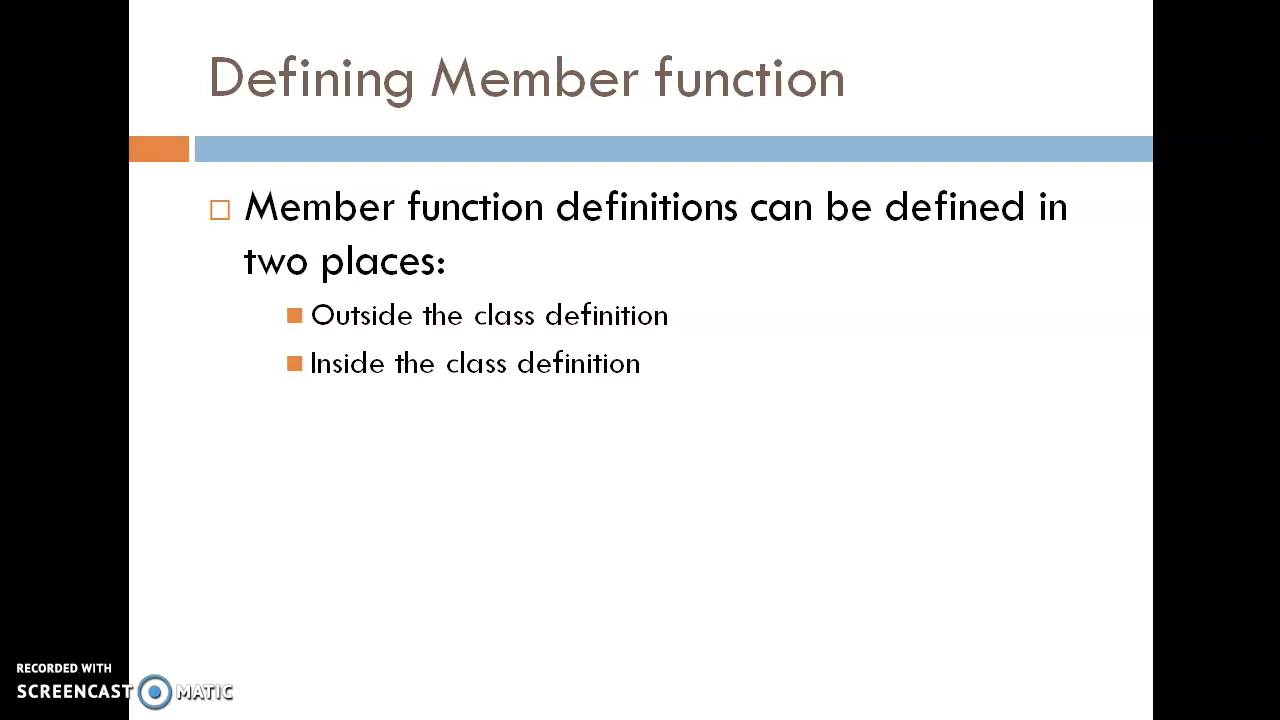 Defining Member function
Member function definitions can be defined in
two places:
Outside the class definition
Inside the class definition
RECORDED WITH
SCREENCAST MATIC